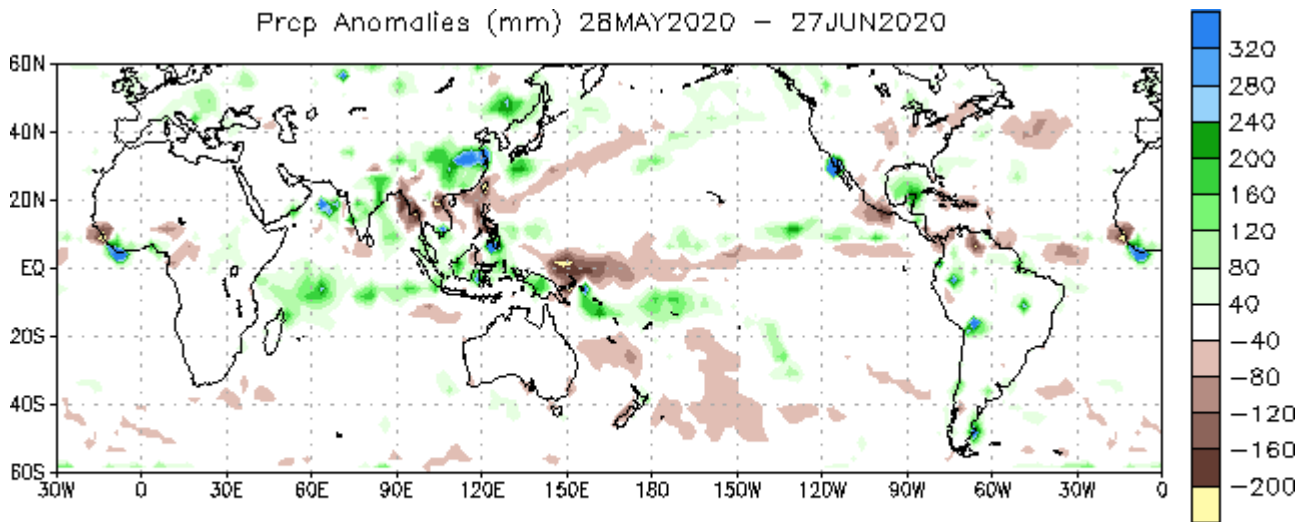 Prcp Anomalies (mm) 28MAY2020 – 27JUN2020
60N
40N
20N
EQ
20S
40S
60S
30W 0 30E 60E 90E 120E 150E 180 150W 120W 90W 60W 30W 0
320
280
240
200
160
120
80
40
−40
−80
−120
−160
−200